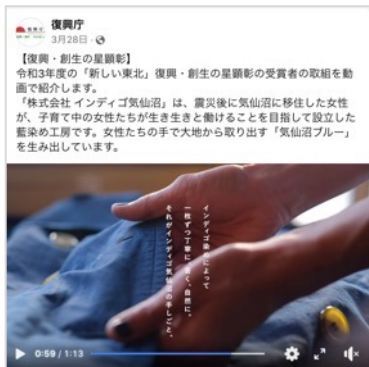 復興庁
3月28日
【復興・創生の星顕彰】
令和3年度の「新しい東北」復興・創生の星顕彰の受賞者の取組を動
画で紹介します。
「株式会社 インディゴ気仙沼」は、震災後に気仙沼に移住した女性
が、子育て中の女性たちが生き生きと働けることを目指して設立した
藍染め工房です。女性たちの手で大地から取り出す「気仙沼ブルー」
を生み出しています。
インディゴ染めによって
一枚ずつ丁寧に、青く、自然に。
それがインディゴ気仙沼の手しごと。
0:59 / 1:13